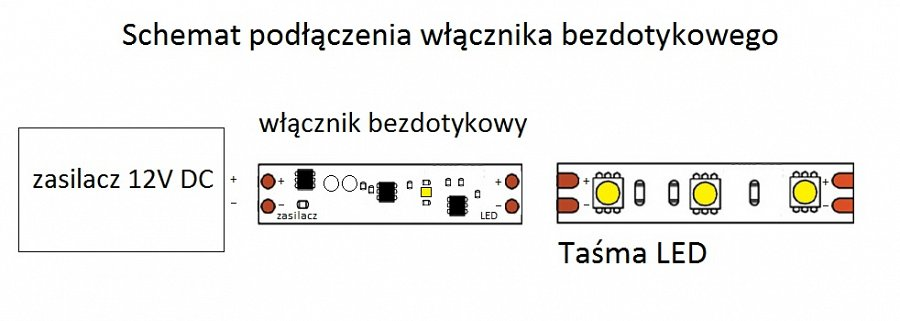 Schemat podłączenia włącznika bezdotykowego
włącznik bezdotykowy
zasilacz 12V DC
+
−
+
−
zasilacz
+
−
LED
+
−
+
−
Taśma LED